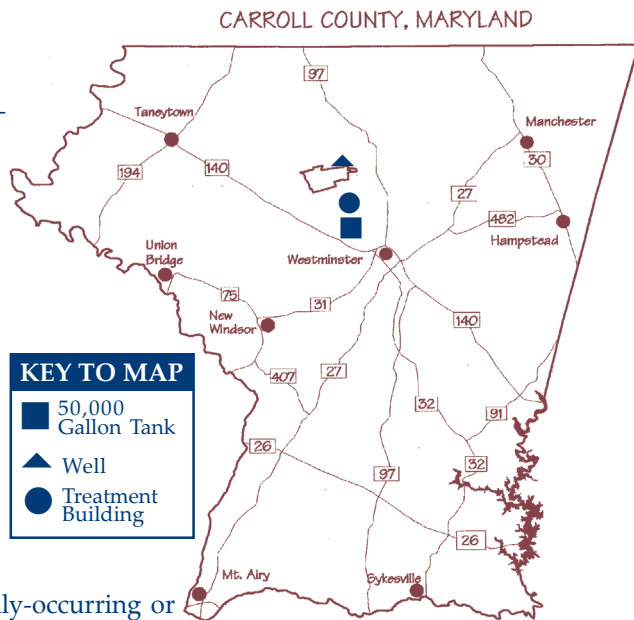 CARROLL COUNTY, MARYLAND
97
Taneytown
Manchester
194
140
30
27
482
Hampstead
Union
Bridge
Westminster
75
31
New
Windsor
140
KEY TO MAP
50,000
Gallon Tank
Well
Treatment
Building
407
27
32
91
26
97
32
26
Mt. Airy
Sykesville
ly-occurring or